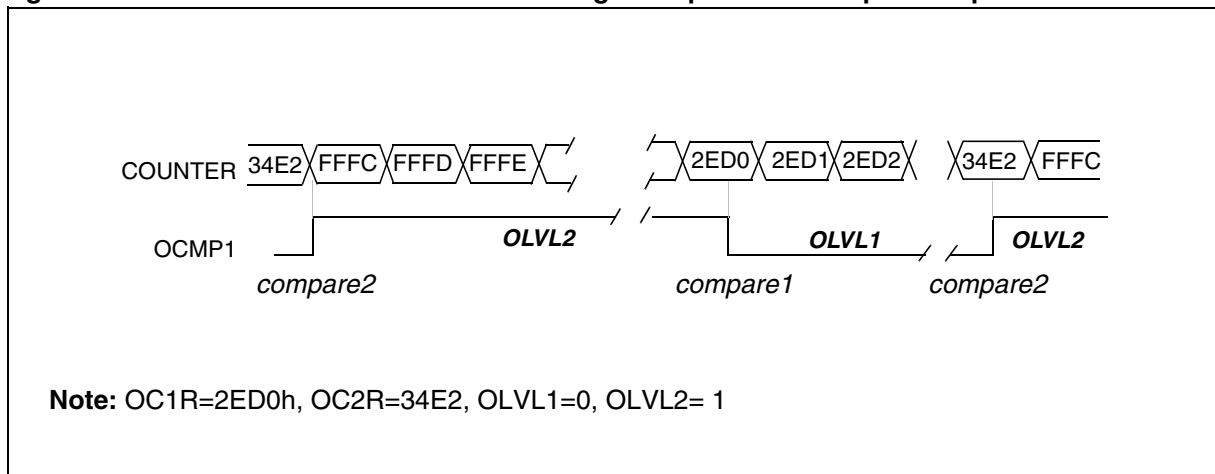 COUNTER 34E2 FFFC FFFD FFFE 2ED0 2ED1 2ED2 34E2 FFFC
OCMP1 OLVL2 OLVL1 OLVL2
compare2 compare1 compare2
Note: OC1R=2ED0h, OC2R=34E2, OLVL1=0, OLVL2= 1